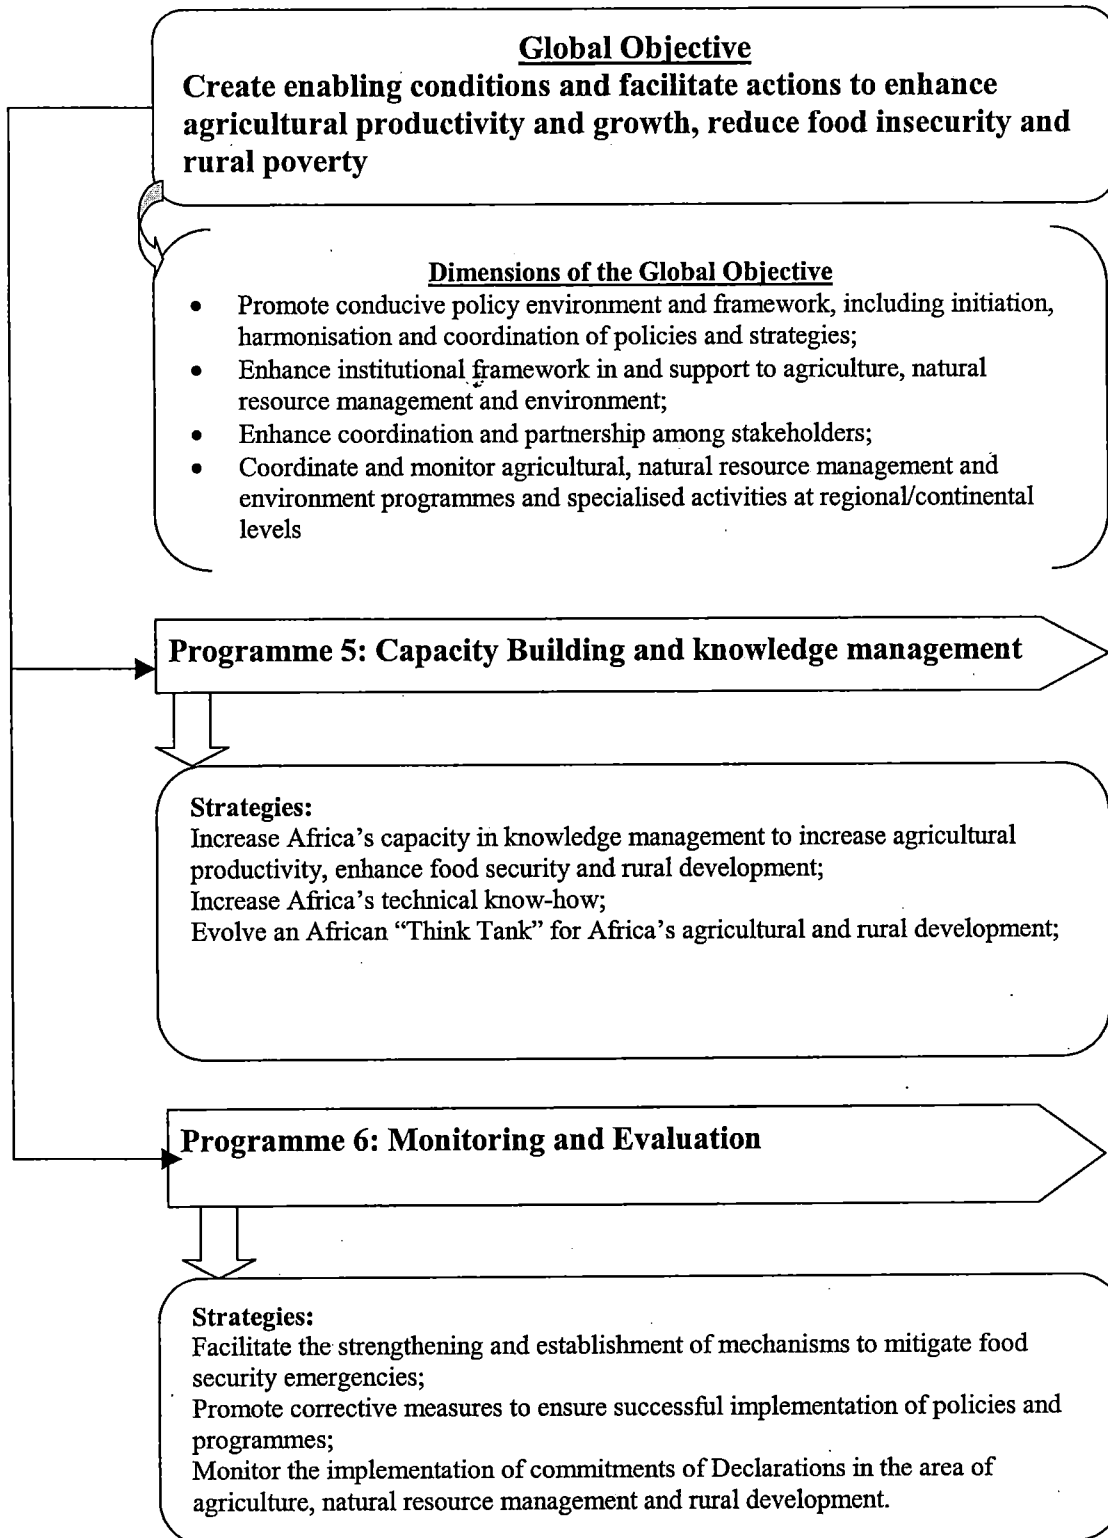 Global Objective
Create enabling conditions and facilitate actions to enhance
agricultural productivity and growth, reduce food insecurity and
rural poverty
Dimensions of the Global Objective
• Promote conducive policy environment and framework, including initiation,
harmonisation and coordination of policies and strategies;
• Enhance institutional framework in and support to agriculture, natural
resource management and environment;
• Enhance coordination and partnership among stakeholders;
• Coordinate and monitor agricultural, natural resource management and
environment programmes and specialised activities at regional/continental
levels
Programme 5: Capacity Building and knowledge management
Strategies:
Increase Africa's capacity in knowledge management to increase agricultural
productivity, enhance food security and rural development;
Increase Africa's technical know-how;
Evolve an African “Think Tank” for Africa's agricultural and rural development;
Programme 6: Monitoring and Evaluation
Strategies:
Facilitate the strengthening and establishment of mechanisms to mitigate food
security emergencies;
Promote corrective measures to ensure successful implementation of policies and
programmes;
Monitor the implementation of commitments of Declarations in the area of
agriculture, natural resource management and rural development.